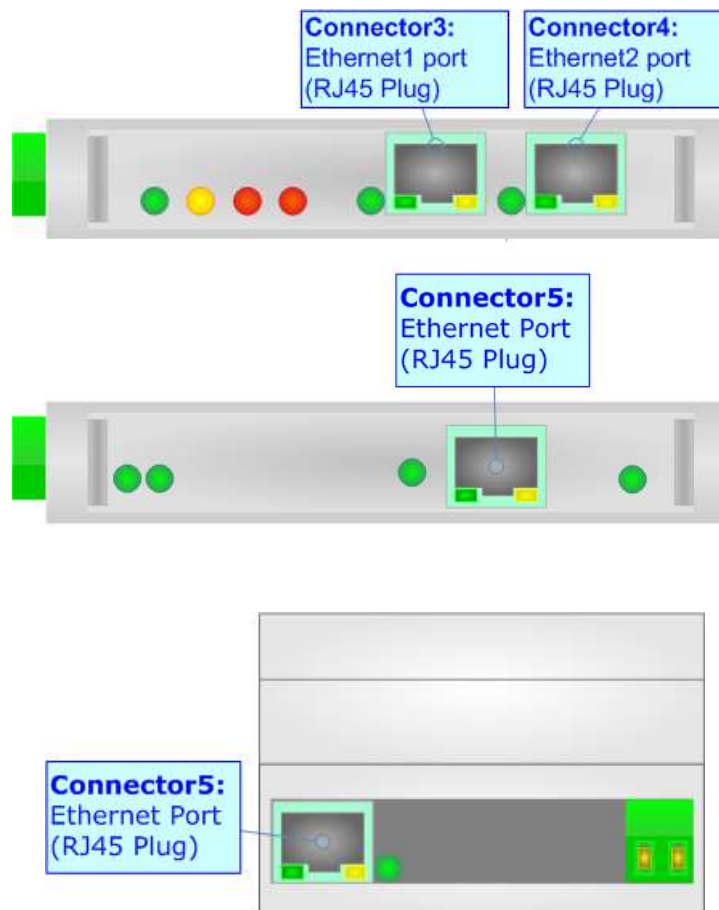 Connector3:
Ethernet1 port
(RJ45 Plug)
Connector4:
Ethernet2 port
(RJ45 Plug)
Connector5:
Ethernet Port
(RJ45 Plug)
Connector5:
Ethernet Port
(RJ45 Plug)